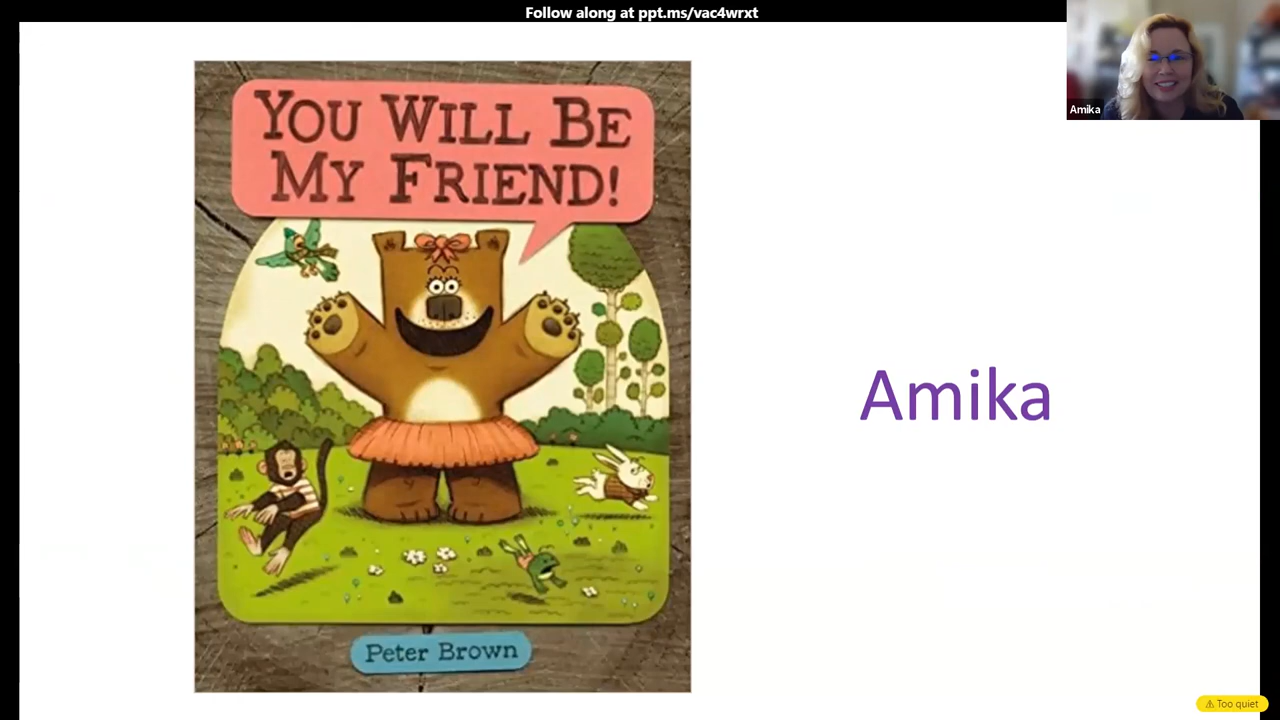 Follow along at ppt.ms/vac4wrxt
Amika
YOU WILL BE
MY FRIEND!
Amika
Peter Brown
⚠ Too quiet